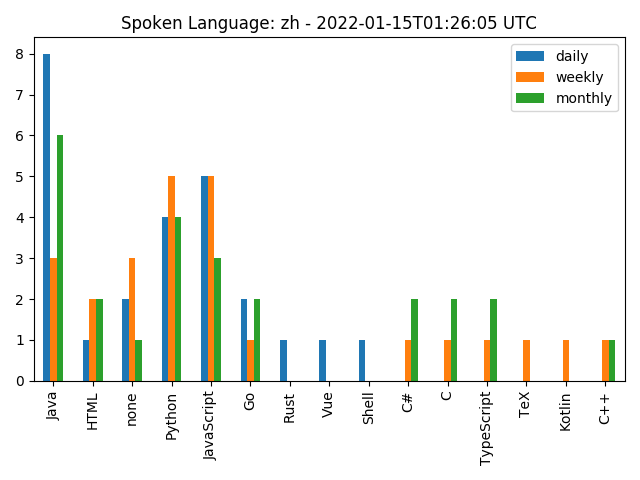 Spoken Language: zh - 2022-01-15T01:26:05 UTC
daily
weekly
monthly
8
7
6
5
4
3
2
1
0
Java
HTML
none
Python
JavaScript
Go
Rust
Vue
Shell
C#
C
TypeScript
TeX
Kotlin
C++